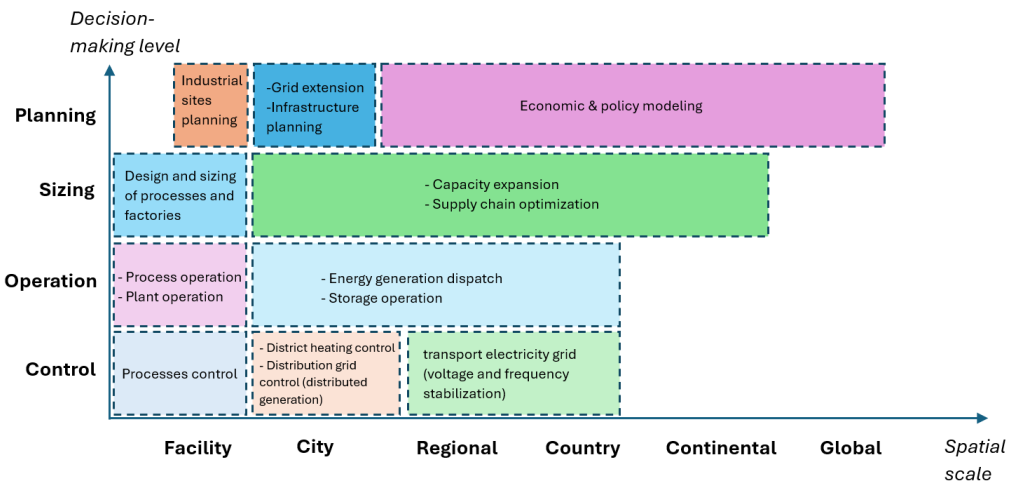 Decision-
making level
Planning
Industrial
sites
planning
-Grid extension
-Infrastructure
planning
Economic & policy modeling
Sizing
Design and sizing
of processes and
factories
- Capacity expansion
- Supply chain optimization
Operation
- Process operation
- Plant operation
- Energy generation dispatch
- Storage operation
Control
Processes control
- District heating control
- Distribution grid
control (distributed
generation)
transport electricity grid
(voltage and frequency
stabilization)
Facility
City
Regional
Country
Continental
Global
Spatial
scale